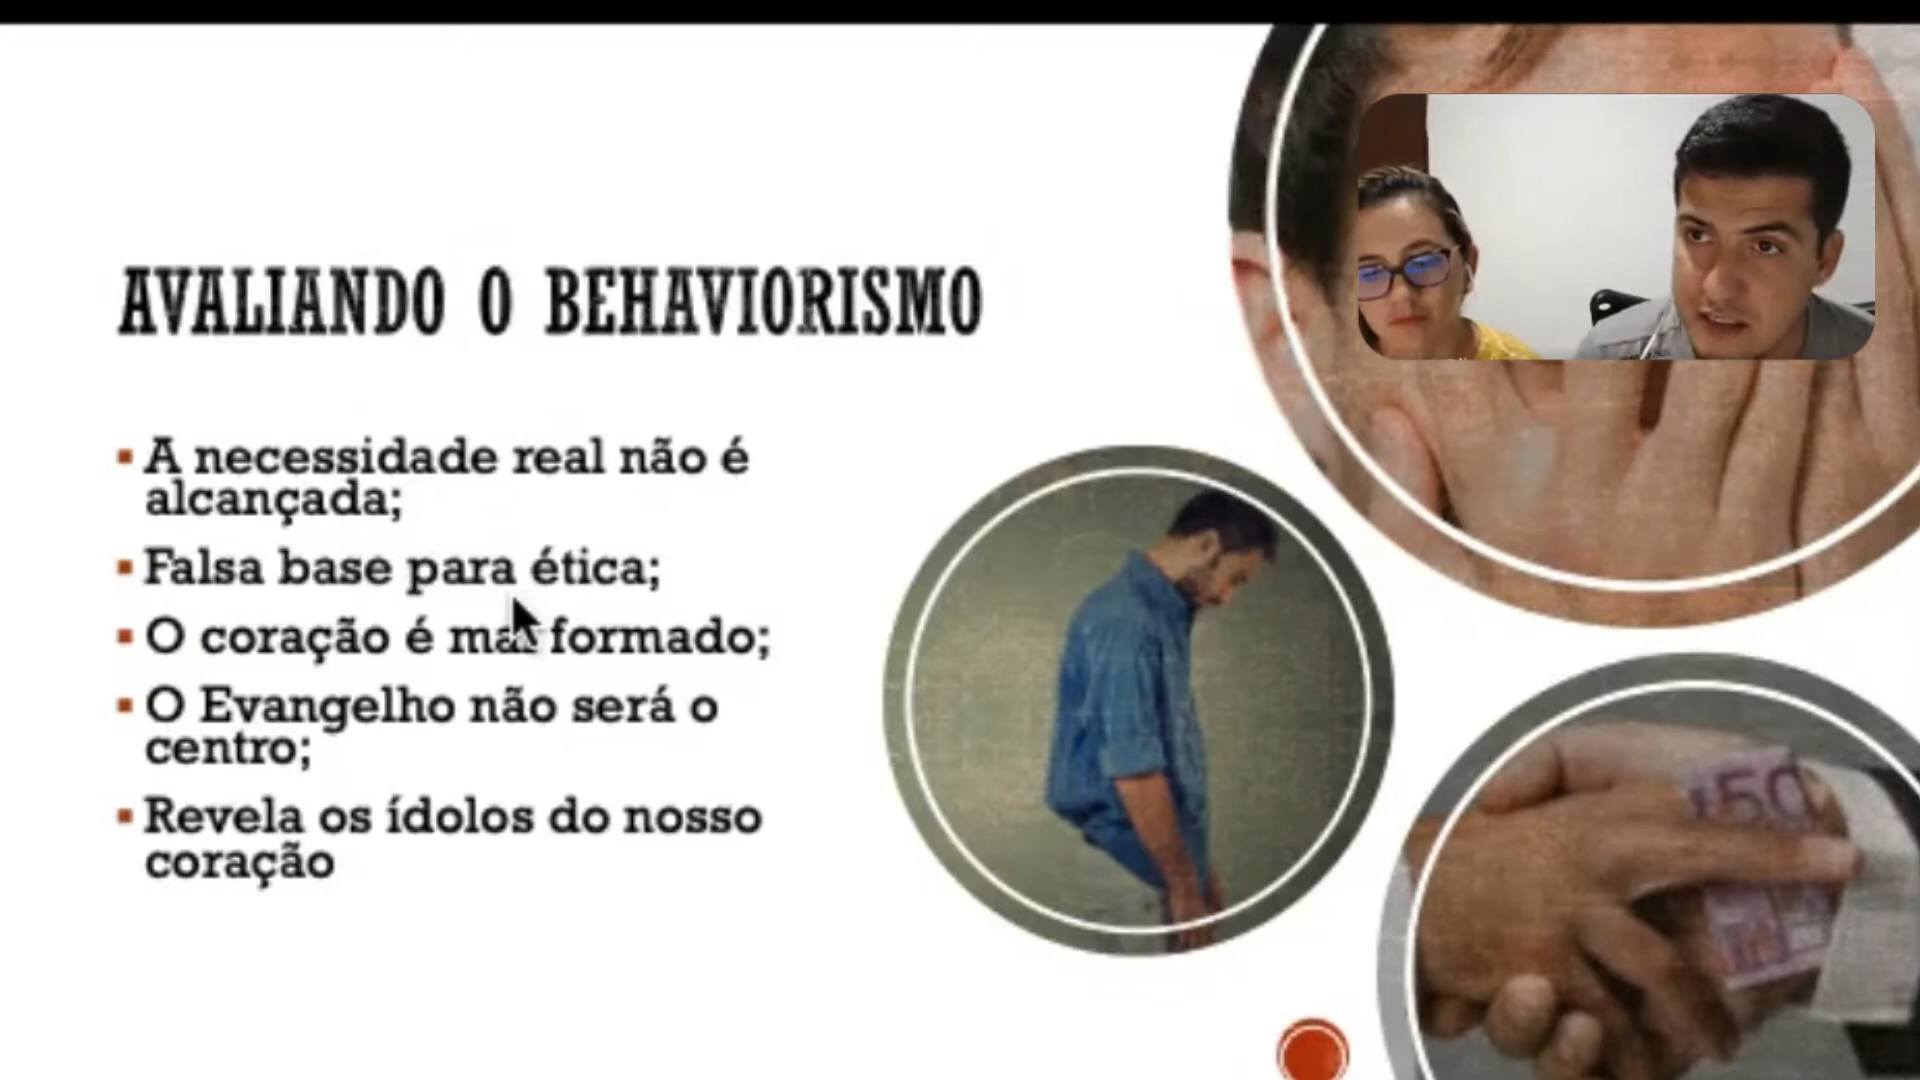 AVALIANDO O BEHAVIORISMO
A necessidade real não é
alcançada;
Falsa base para ética;
O coração é mal formado;
O Evangelho não será o
centro;
Revela os ídolos do nosso
coração
50